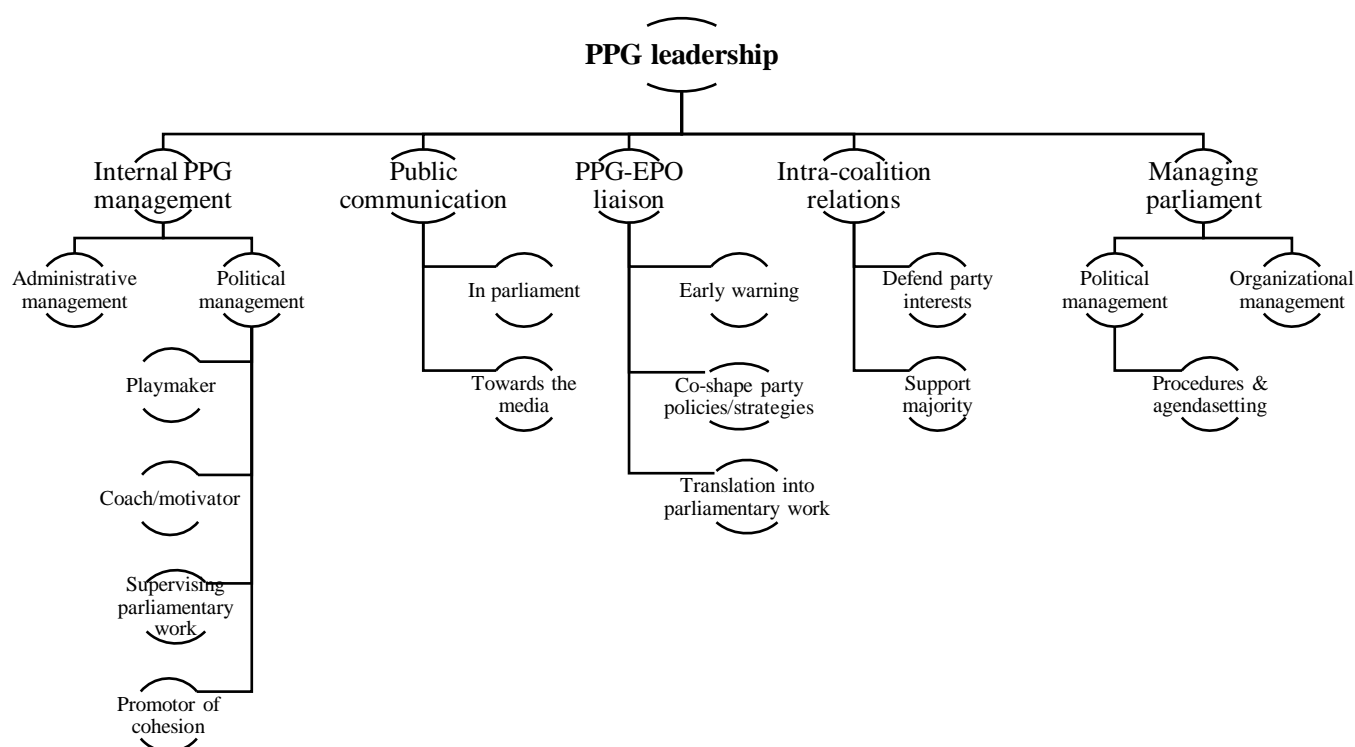 PPG leadership
Internal PPG
management
Public
communication
PPG-EPO
liaison
Intra-coalition
relations
Managing
parliament
Administrative
management
Political
management
In parliament
Early warning
Defend party
interests
Political
management
Organizational
management
Playmaker
Towards the
media
Co-shape party
policies/strategies
Support
majority
Procedures &
agendasetting
Coach/motivator
Translation into
parliamentary work
Supervising
parliamentary
work
Promotor of
cohesion